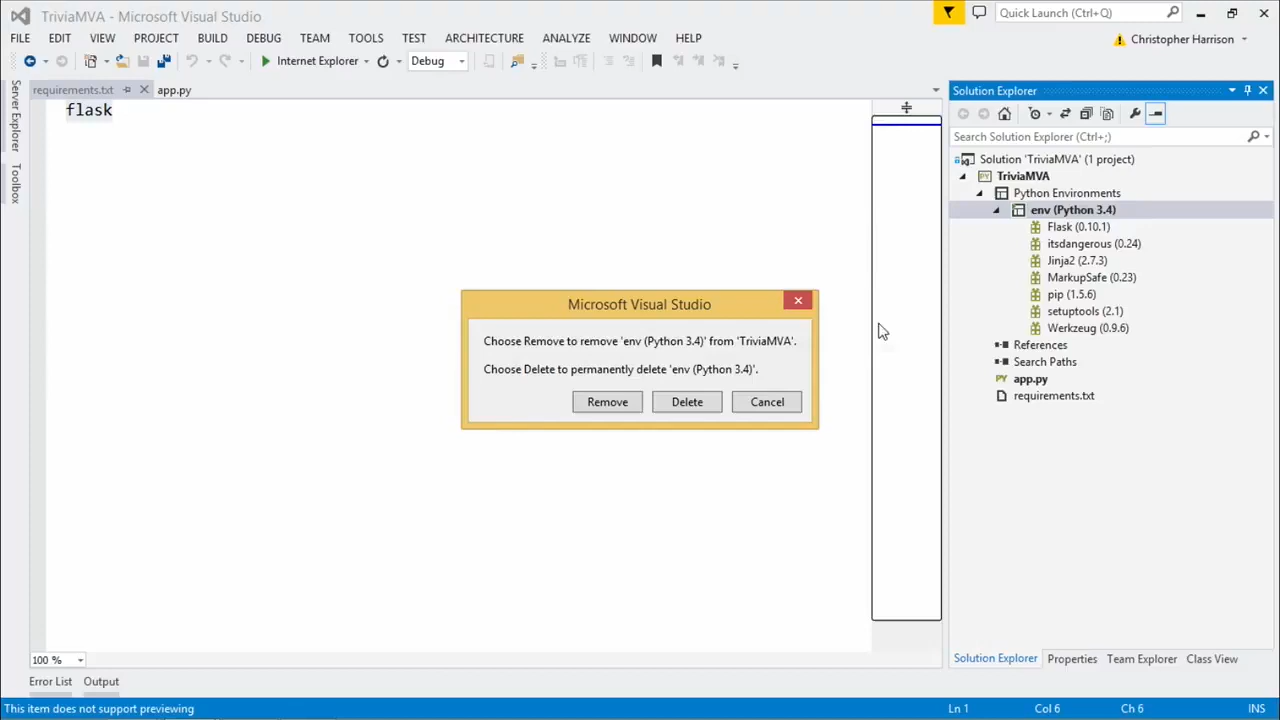 TriviaMVA - Microsoft Visual Studio
Quick Launch (Ctrl+Q)
FILE EDIT VIEW PROJECT BUILD DEBUG TEAM TOOLS TEST ARCHITECTURE ANALYZE WINDOW HELP
Christopher Harrison
Internet Explorer
Debug
Server Explorer
Toolbox
requirements.txt
app.py
flask
Microsoft Visual Studio
Choose Remove to remove 'env (Python 3.4)' from 'TriviaMVA'.
Choose Delete to permanently delete 'env (Python 3.4)'.
Remove Delete Cancel
Solution Explorer
Search Solution Explorer (Ctrl+;)
Solution 'TriviaMVA' (1 project)
PY TriviaMVA
Python Environments
env (Python 3.4)
Flask (0.10.1)
itsdangerous (0.24)
Jinja2 (2.7.3)
MarkupSafe (0.23)
pip (1.5.6)
setuptools (2.1)
Werkzeug (0.9.6)
References
Search Paths
app.py
requirements.txt
100 %
Solution Explorer Properties Team Explorer Class View
Error List Output
This item does not support previewing
Ln 1 Col 6 Ch 6 INS